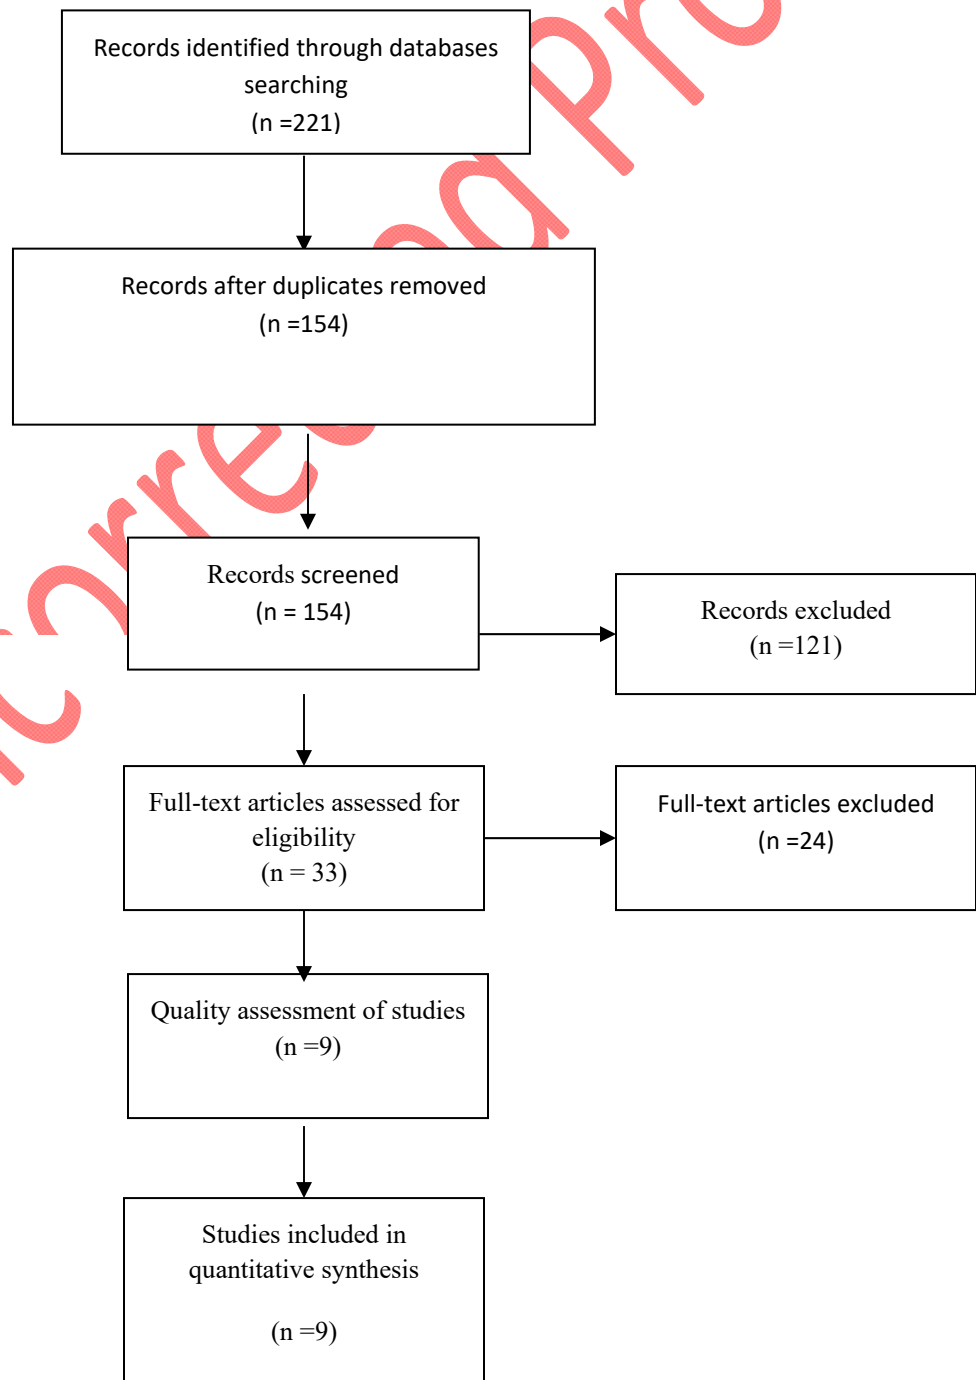 Records identified through databases
searching
(n =221)
Records after duplicates removed
(n =154)
Records screened
(n = 154)
Records excluded
(n =121)
Full-text articles assessed for
eligibility
(n = 33)
Full-text articles excluded
(n =24)
Quality assessment of studies
(n =9)
Studies included in
quantitative synthesis
(n =9)